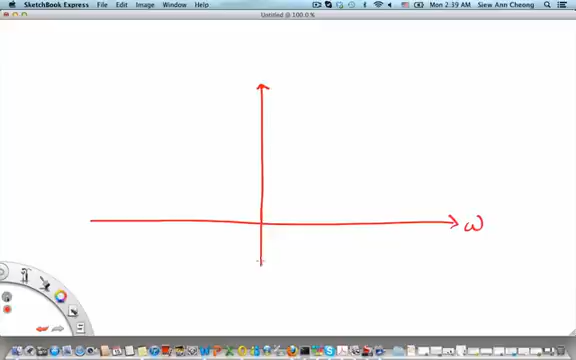 SketchBook Express File Edit Image Window Help Mon 2:39 AM Siew Ann Cheong
Untitled @ 100.0 %
ω